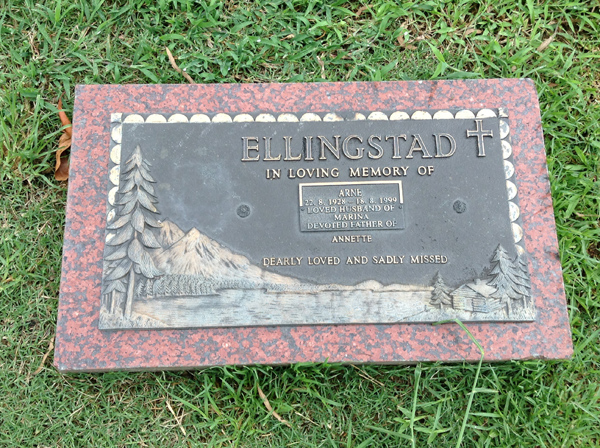 ELLINGSTAD
IN LOVING MEMORY OF
ARNE
22. 8. 1928 - 18. 8. 1999
LOVED HUSBAND OF
MARINA
DEVOTED FATHER OF
ANNETTE
DEARLY LOVED AND SADLY MISSED